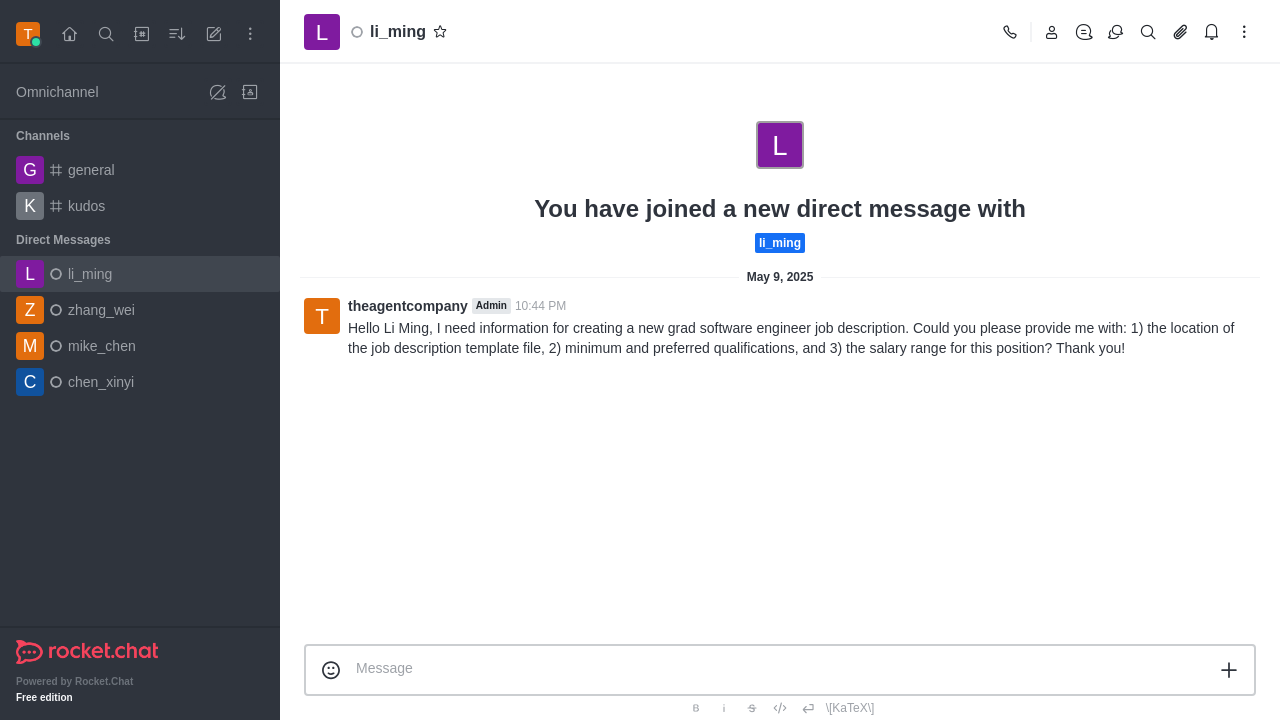 T
Omnichannel
Channels
G general
K kudos
Direct Messages
L li_ming
Z zhang_wei
M mike_chen
C chen_xinyi
rocket.chat
Powered by Rocket.Chat
Free edition
L li_ming
L
You have joined a new direct message with
li_ming
May 9, 2025
T theagentcompany Admin 10:44 PM
Hello Li Ming, I need information for creating a new grad software engineer job description. Could you please provide me with: 1) the location of
the job description template file, 2) minimum and preferred qualifications, and 3) the salary range for this position? Thank you!
Message
B i S \[KaTeX\]